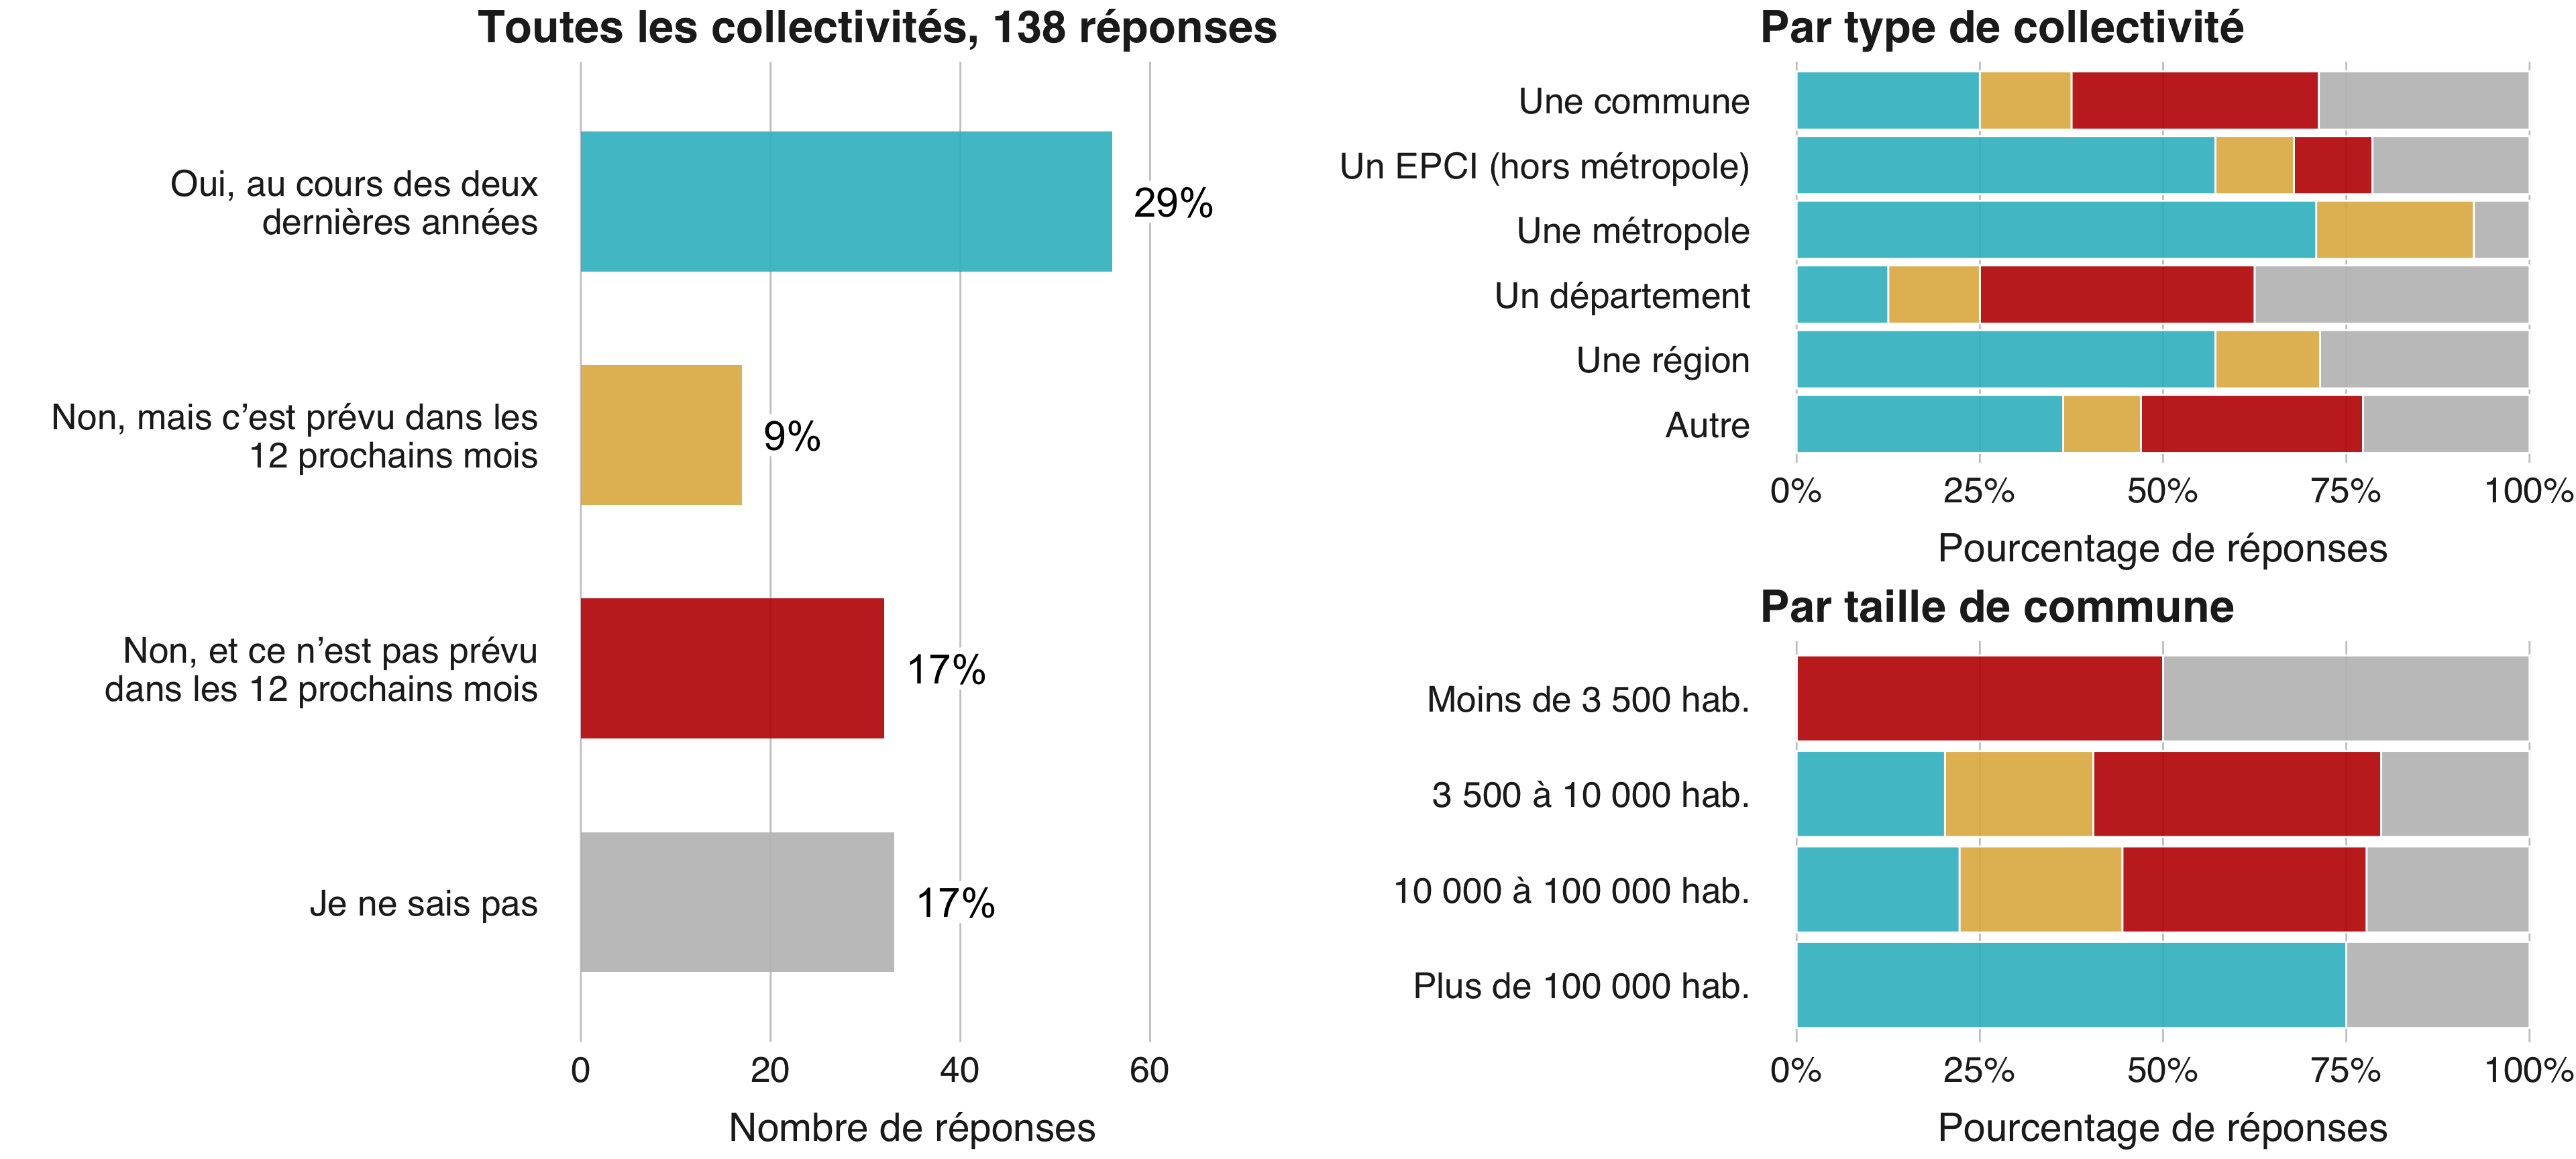 Toutes les collectivités, 138 réponses
Oui, au cours des deux
dernières années
29%
Non, mais c’est prévu dans les
12 prochains mois
9%
Non, et ce n’est pas prévu
dans les 12 prochains mois
17%
Je ne sais pas
17%
0 20 40 60
Nombre de réponses
Par type de collectivité
Une commune
Un EPCI (hors métropole)
Une métropole
Un département
Une région
Autre
0% 25% 50% 75% 100%
Pourcentage de réponses
Par taille de commune
Moins de 3 500 hab.
3 500 à 10 000 hab.
10 000 à 100 000 hab.
Plus de 100 000 hab.
0% 25% 50% 75% 100%
Pourcentage de réponses